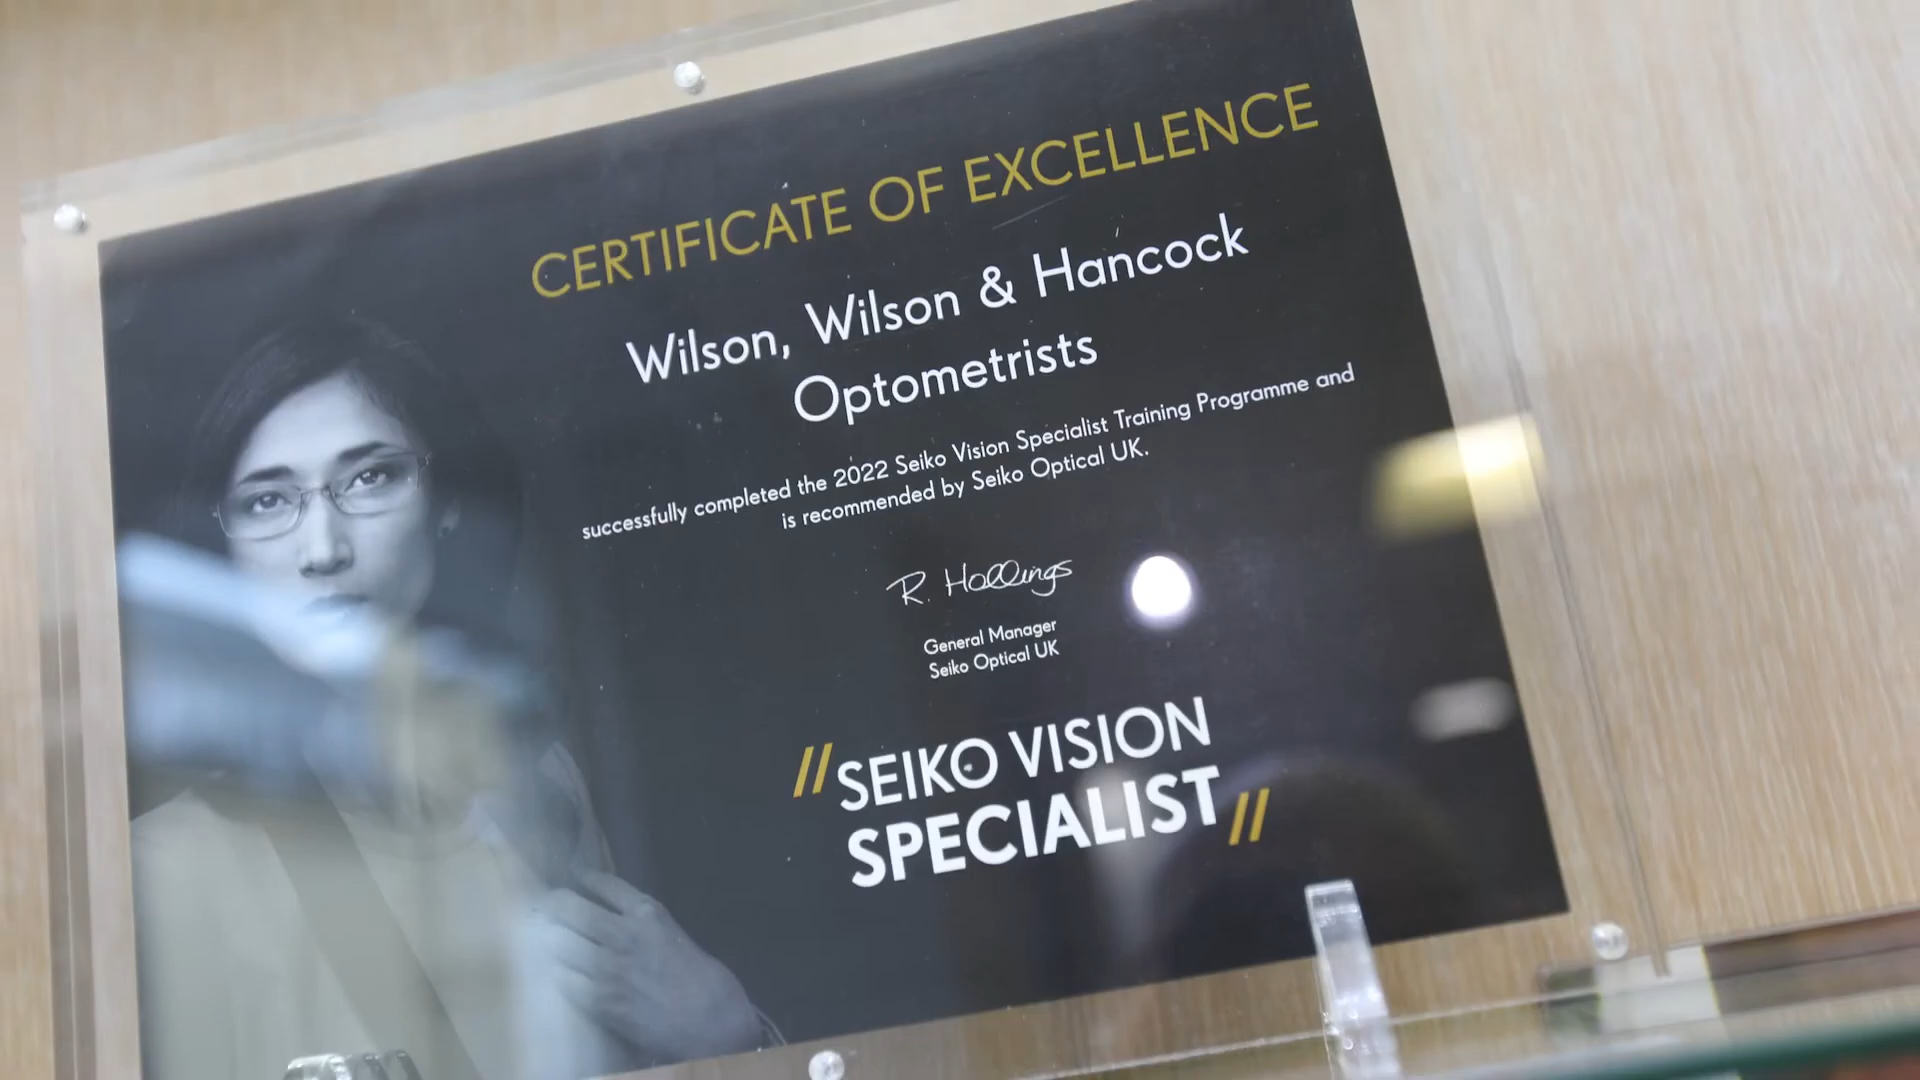 CERTIFICATE OF EXCELLENCE
Wilson, Wilson & Hancock
Optometrists
successfully completed the 2022 Seiko Vision Specialist Training Programme and
is recommended by Seiko Optical UK.
R. Hollings
General Manager
Seiko Optical UK
//SEIKO VISION
SPECIALIST//